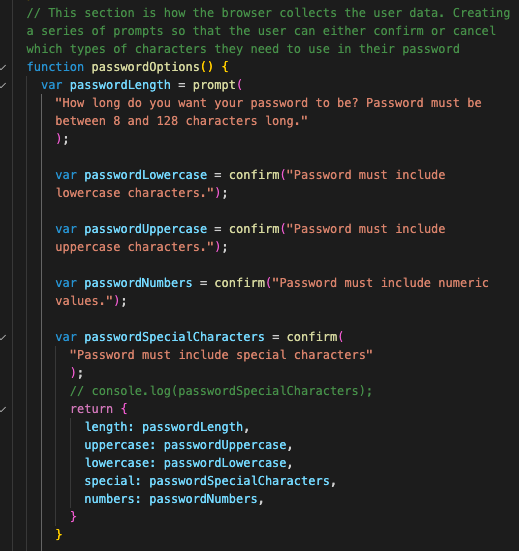 // This section is how the browser collects the user data. Creating
a series of prompts so that the user can either confirm or cancel
which types of characters they need to use in their password
function passwordOptions() {
var passwordLength = prompt(
"How long do you want your password to be? Password must be
between 8 and 128 characters long."
);
var passwordLowercase = confirm("Password must include
lowercase characters.");
var passwordUppercase = confirm("Password must include
uppercase characters.");
var passwordNumbers = confirm("Password must include numeric
values.");
var passwordSpecialCharacters = confirm(
"Password must include special characters"
);
// console.log(passwordSpecialCharacters);
return {
length: passwordLength,
uppercase: passwordUppercase,
lowercase: passwordLowercase,
special: passwordSpecialCharacters,
numbers: passwordNumbers,
}
}